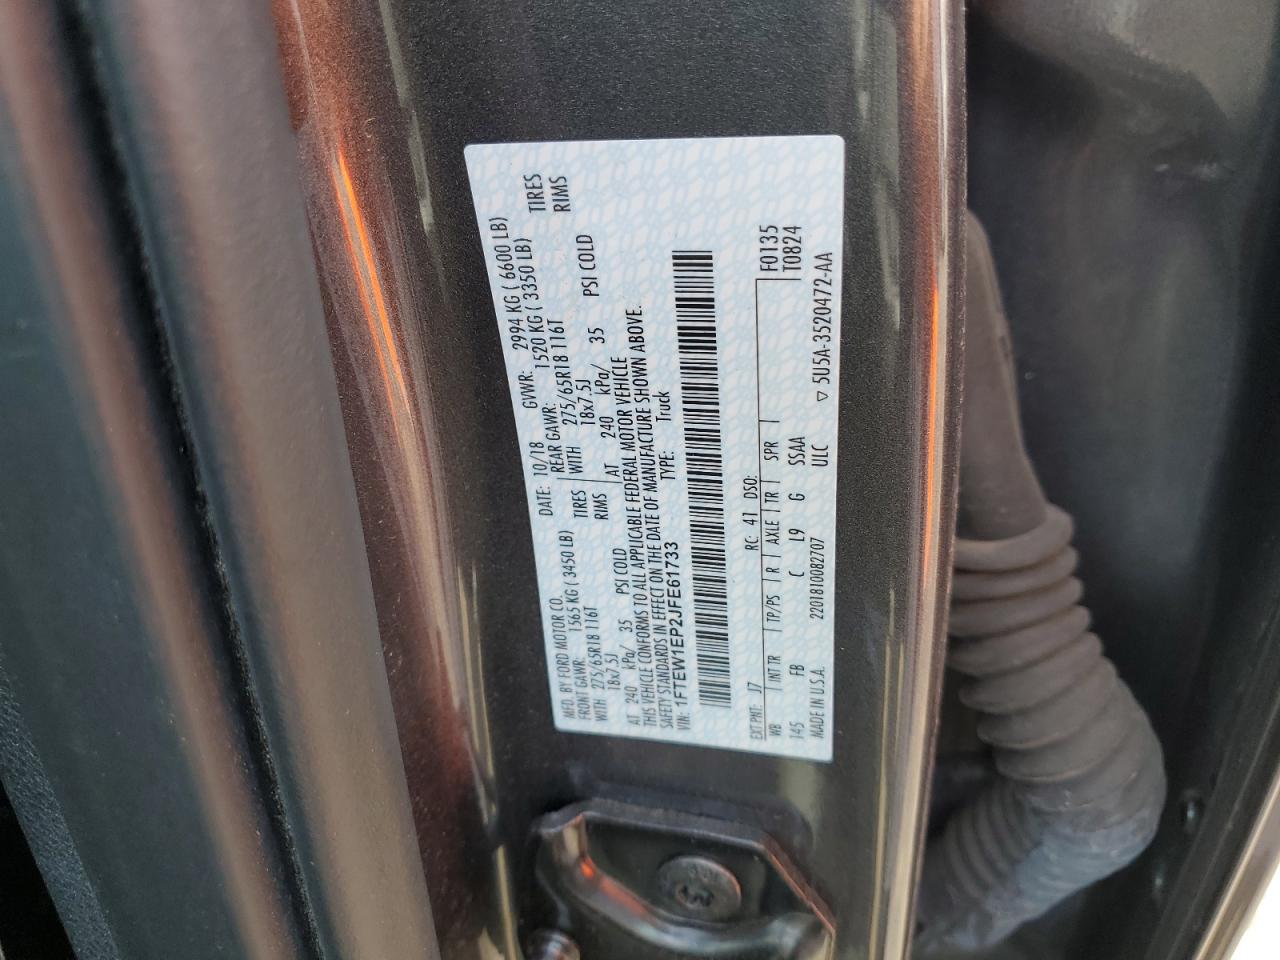 MFD. BY FORD MOTOR CO. DATE: 10/18 GVWR: 2994 KG ( 6600 LB)
FRONT GAWR: 1565 KG ( 3450 LB) REAR GAWR: 1520 KG ( 3350 LB)
WITH 275/65R18 116T TIRES WITH 275/65R18 116T TIRES
18x7.5J RIMS 18x7.5J RIMS
AT 240 kPa/ 35 PSI COLD AT 240 kPa/ 35 PSI COLD
THIS VEHICLE CONFORMS TO ALL APPLICABLE FEDERAL MOTOR VEHICLE
SAFETY STANDARDS IN EFFECT ON THE DATE OF MANUFACTURE SHOWN ABOVE.
VIN: 1FTEW1EP2JFE61733 TYPE: Truck
EXT PNT: J7 RC: 41 DSO: F0135
WB INT TR TP/PS R AXLE TR SPR T0824
145 FB C L9 G SSAA
MADE IN U.S.A. 2201810082707 ULC ▽ 5U5A-3520472-AA